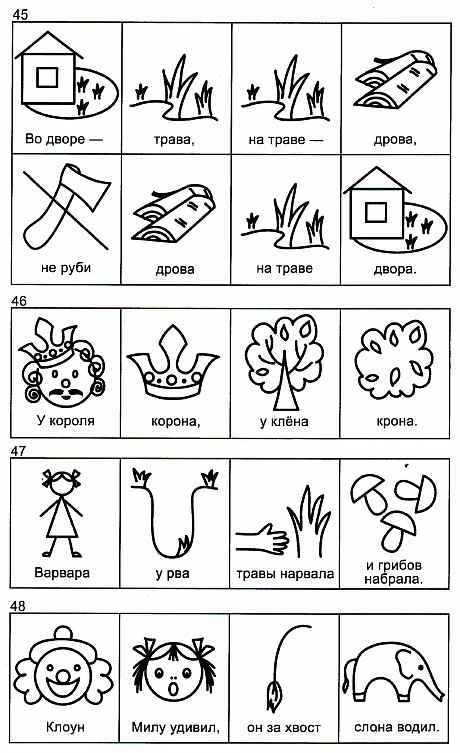 45
Во дворе — трава, на траве — дрова,
не руби дрова на траве двора.
46
У короля корона, у клёна крона.
47
Варвара у рва травы нарвала и грибов
набрала.
48
Клоун Милу удивил, он за хвост слона водил.